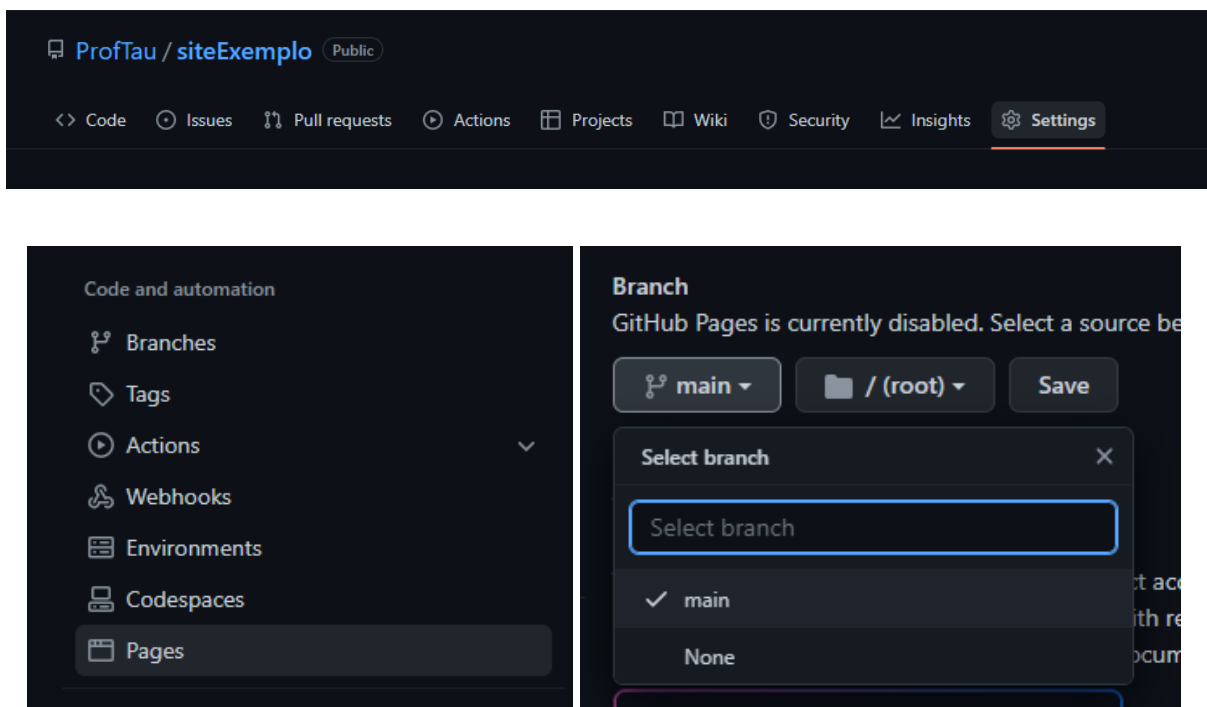 ProfTau / siteExemplo Public
<> Code Issues Pull requests Actions Projects Wiki Security Insights Settings
Code and automation
Branches
Tags
Actions
Webhooks
Environments
Codespaces
Pages
Branch
GitHub Pages is currently disabled. Select a source
main / (root) Save
Select branch
Select branch
main
None